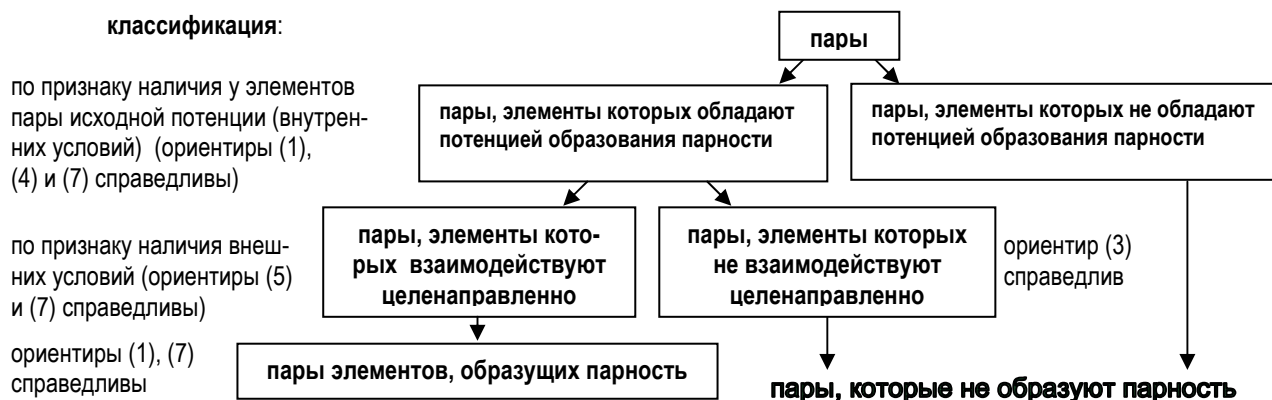 классификация:
пары
по признаку наличия у элементов
пары исходной потенции (внутрен-
них условий) (ориентиры (1),
(4) и (7) справедливы)
пары, элементы которых обладают
потенцией образования парности
пары, элементы которых не обладают
потенцией образования парности
по признаку наличия внеш-
них условий (ориентиры (5)
и (7) справедливы)
пары, элементы кото-
рых взаимодействуют
целенаправленно
пары, элементы которых
не взаимодействуют
целенаправленно
ориентир (3)
справедлив
ориентиры (1), (7)
справедливы
пары элементов, образущих парность
пары, которые не образуют парность